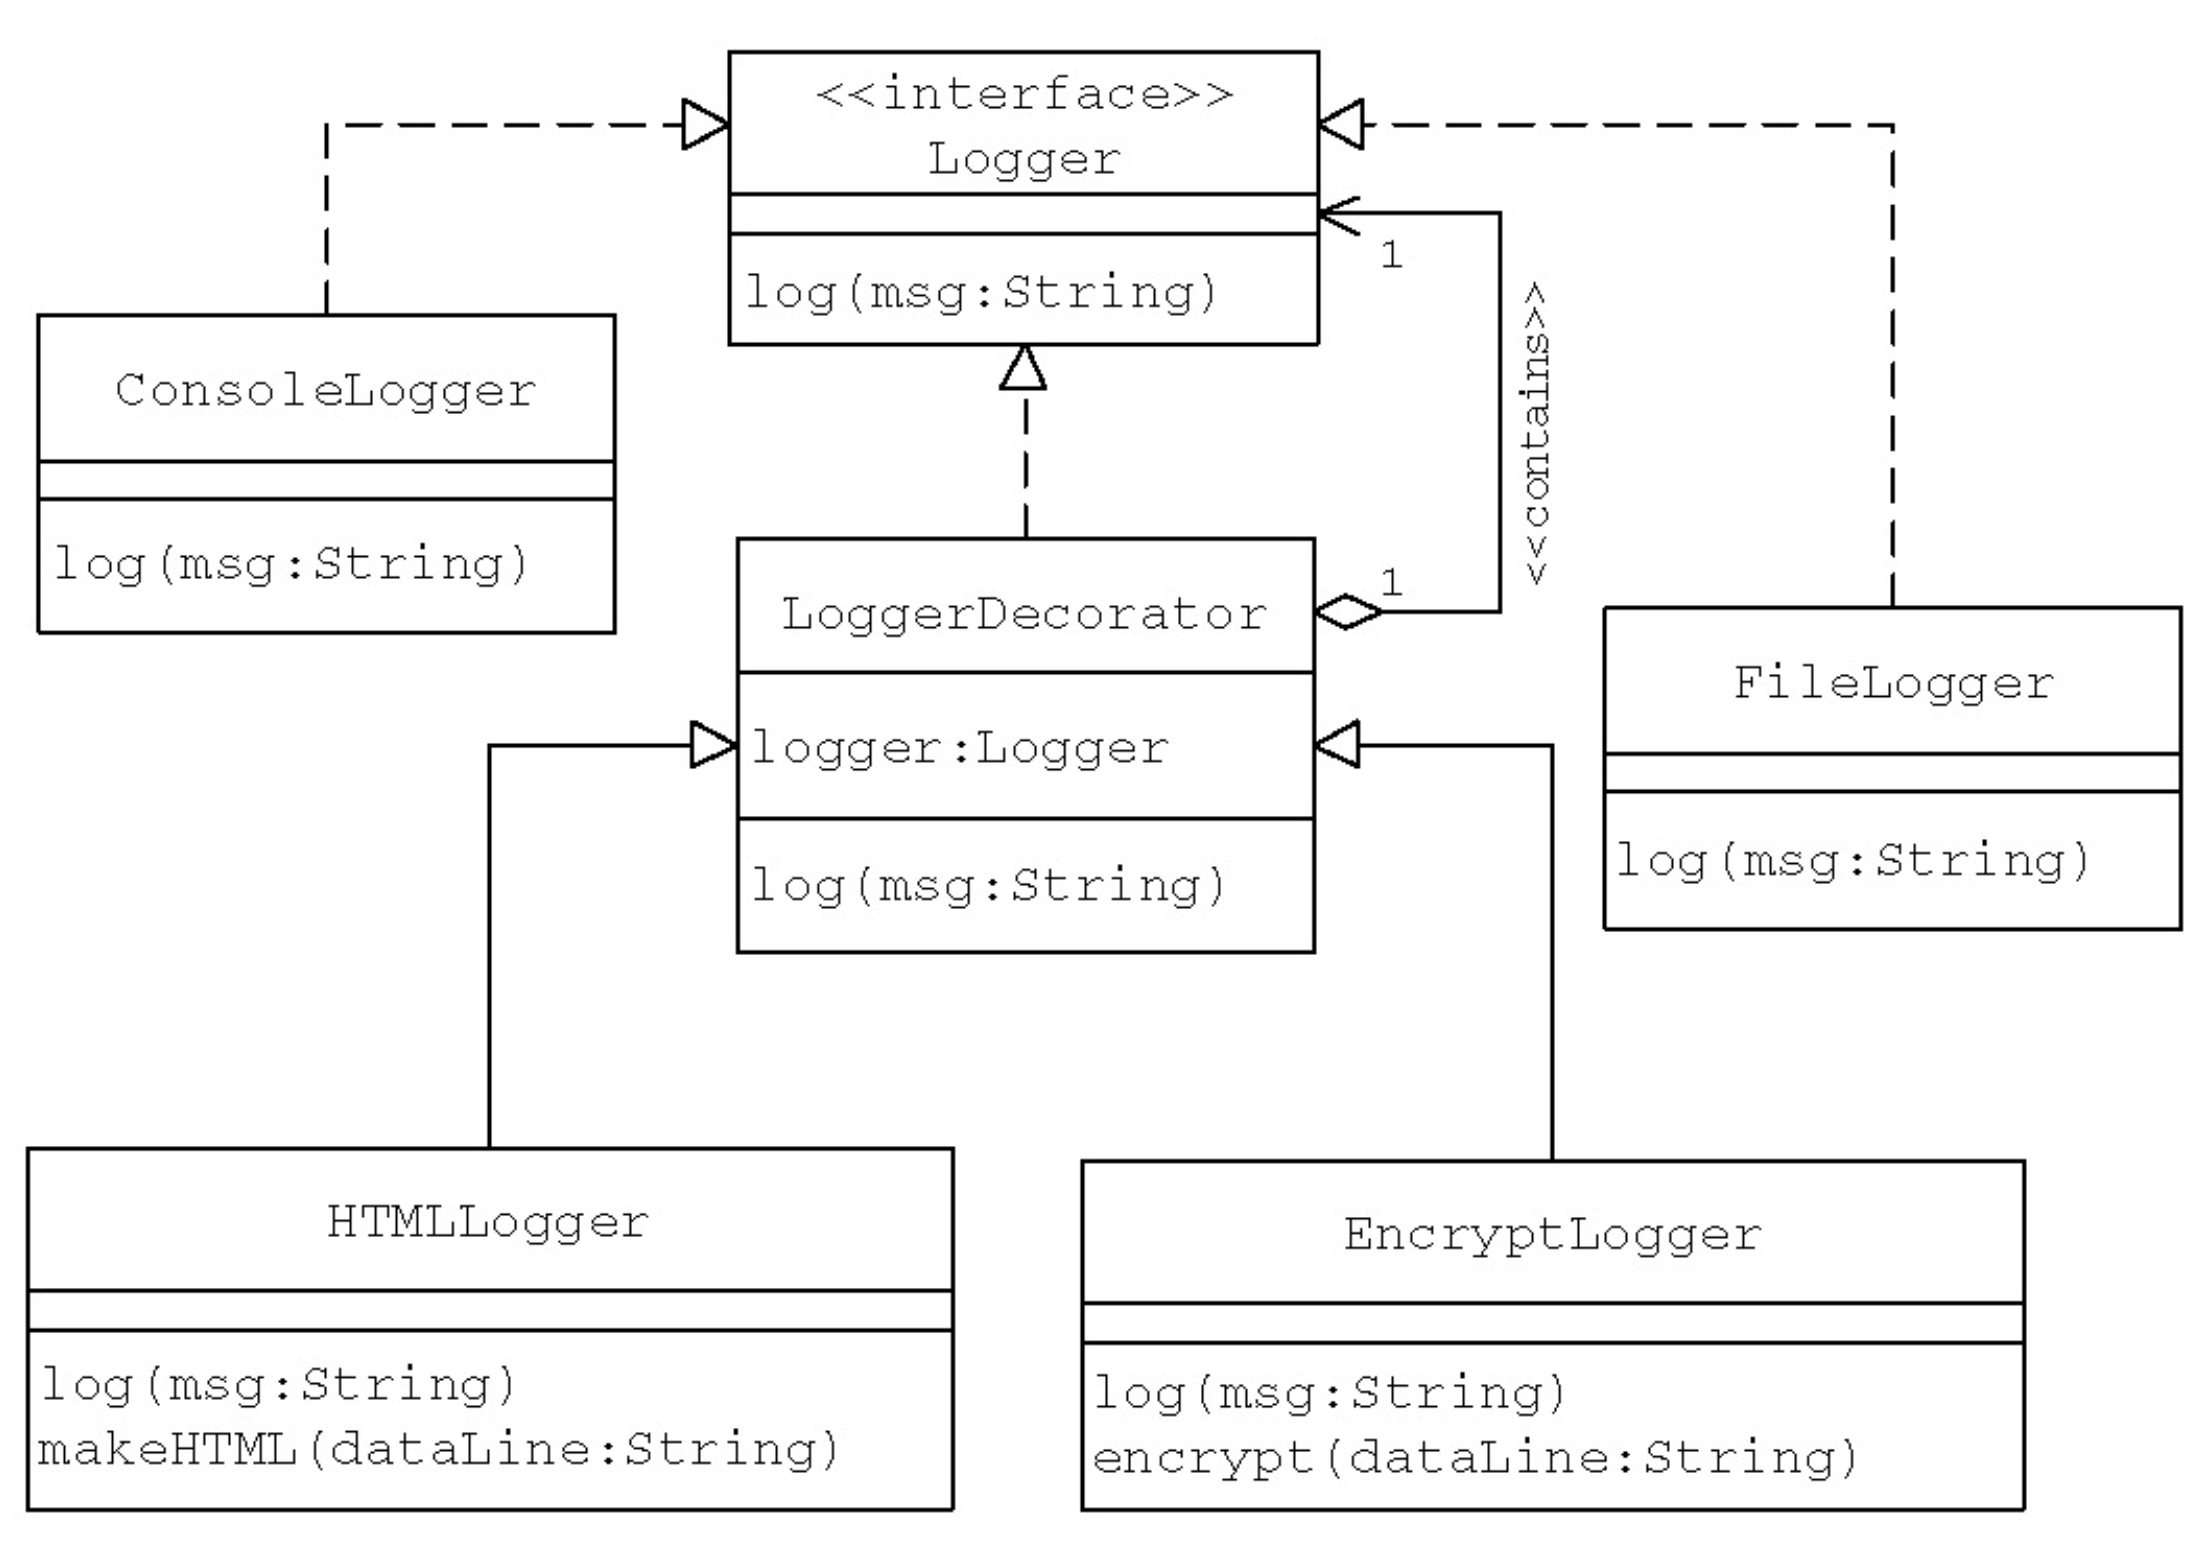 <<interface>>
Logger
log(msg:String)
1
<<contains>>
ConsoleLogger
log(msg:String)
1
LoggerDecorator
logger:Logger
log(msg:String)
FileLogger
log(msg:String)
HTMLLogger
log(msg:String)
makeHTML(dataLine:String)
EncryptLogger
log(msg:String)
encrypt(dataLine:String)